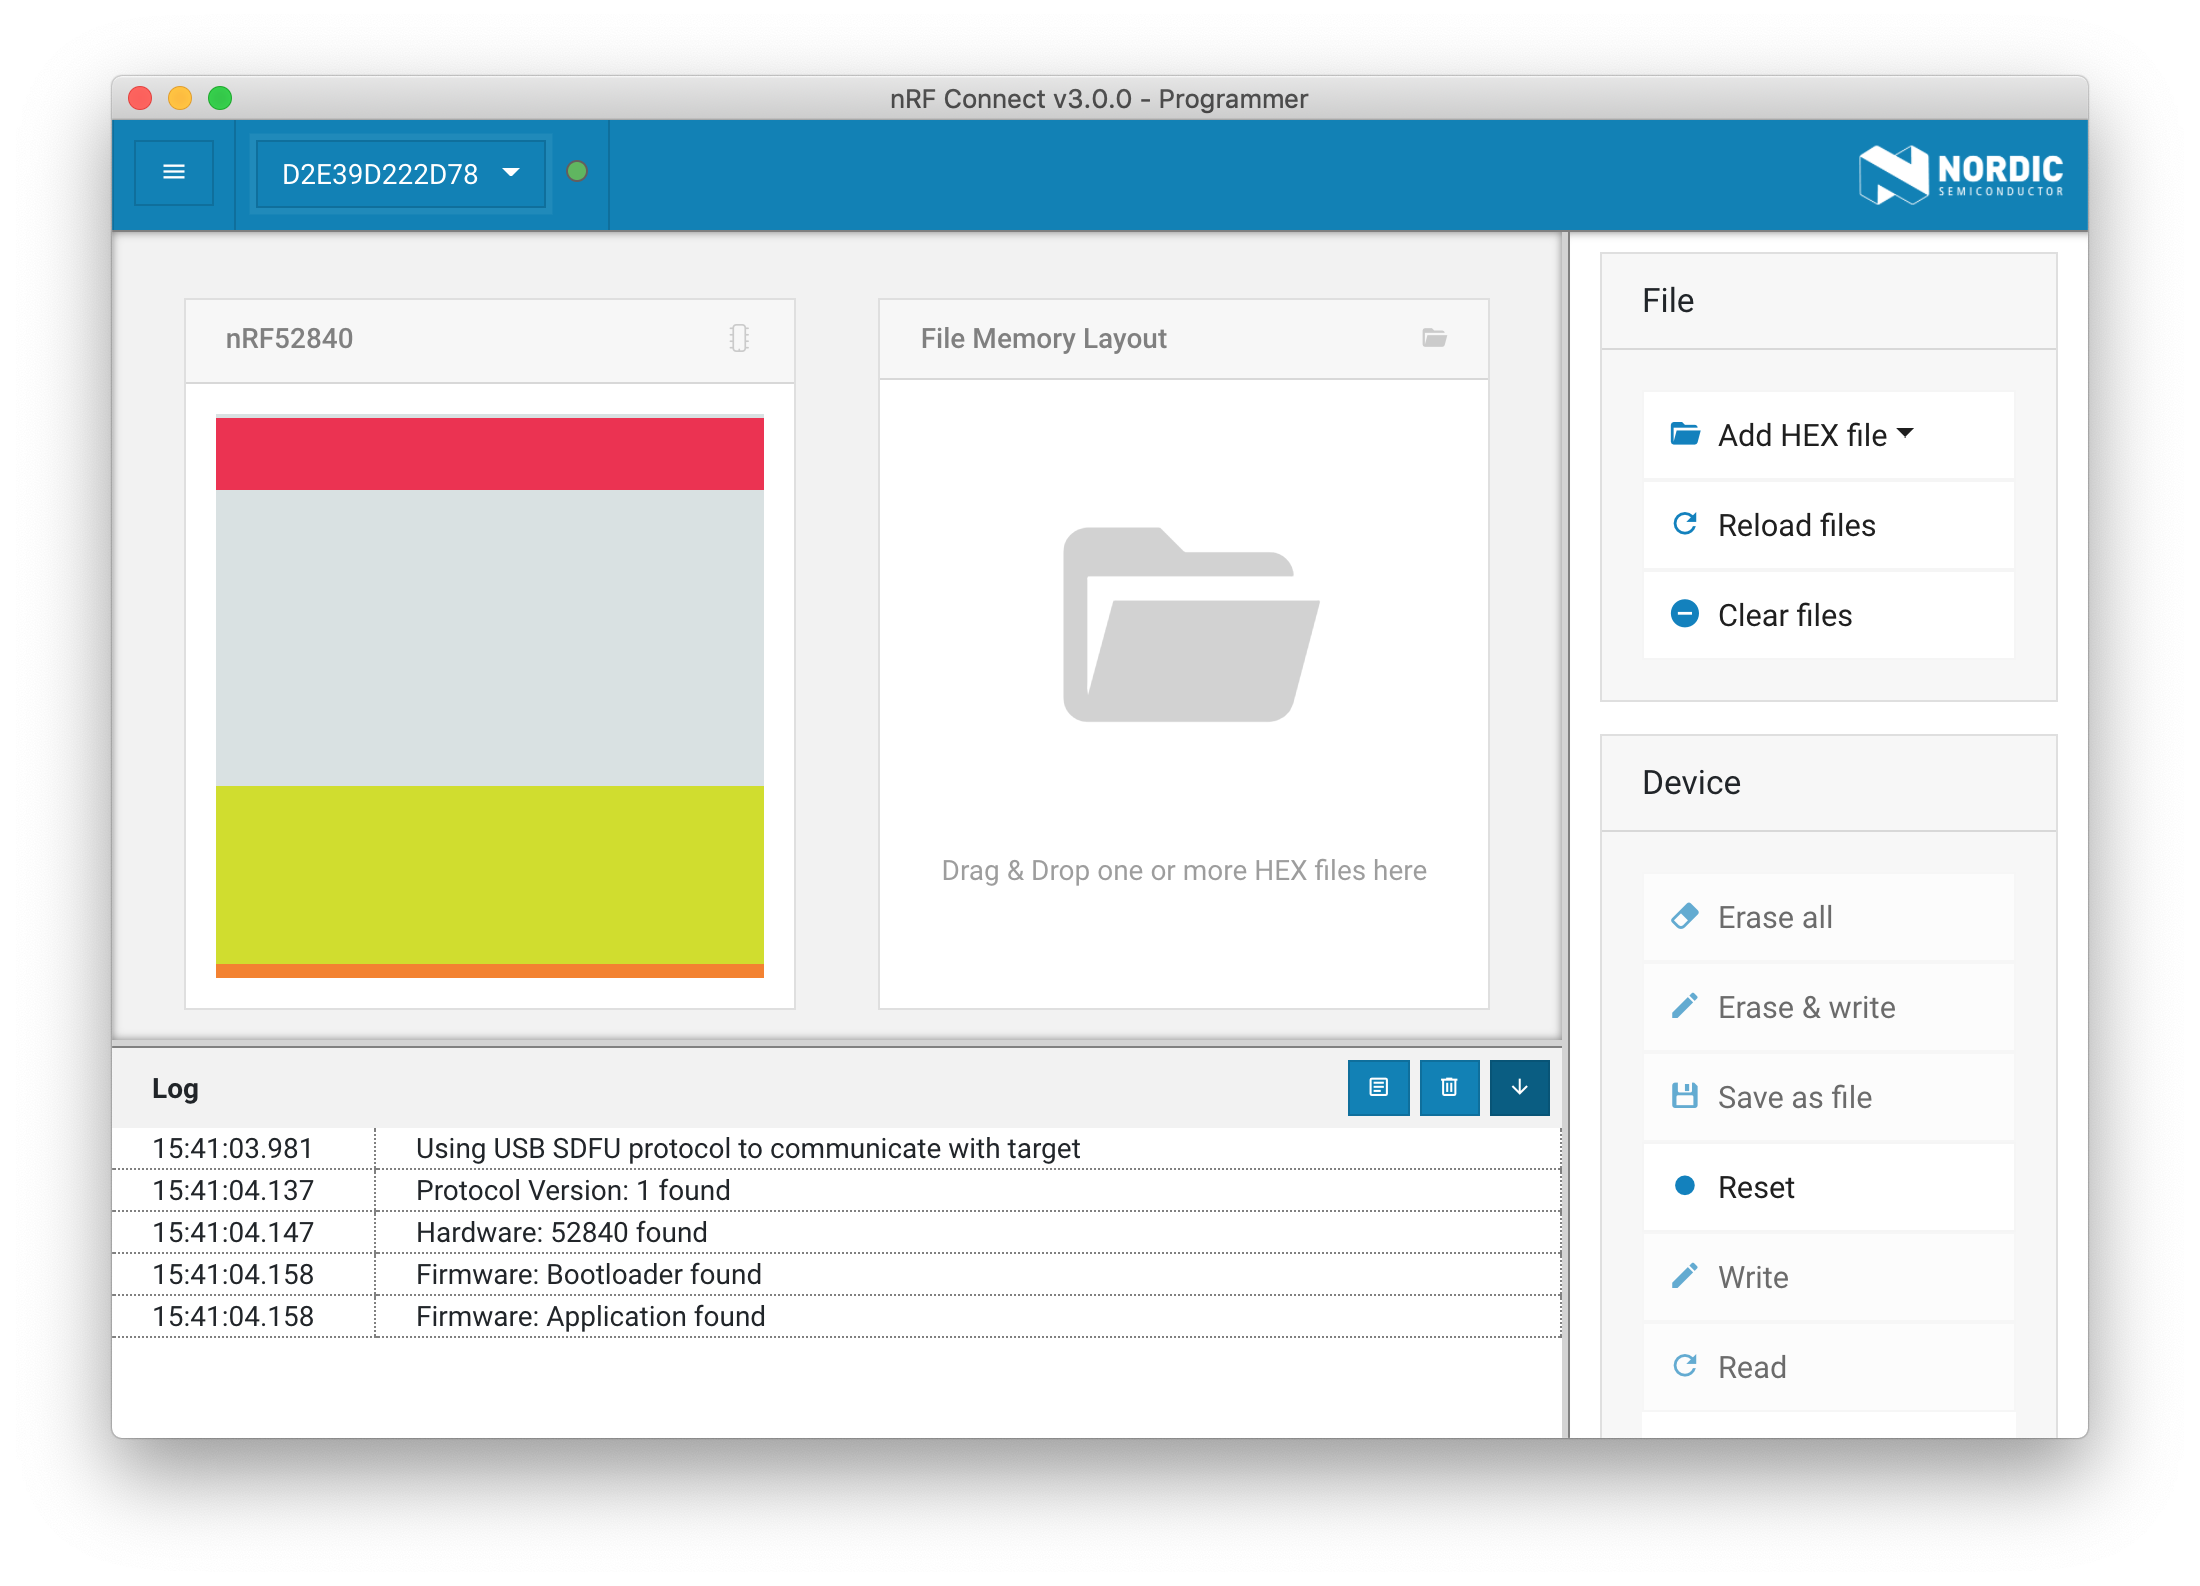 nRF Connect v3.0.0 - Programmer
D2E39D222D78
NORDIC
SEMICONDUCTOR
nRF52840
File Memory Layout
Drag & Drop one or more HEX files here
File
Add HEX file
Reload files
Clear files
Device
Erase all
Erase & write
Save as file
Reset
Write
Read
Log
15:41:03.981 Using USB SDFU protocol to communicate with target
15:41:04.137 Protocol Version: 1 found
15:41:04.147 Hardware: 52840 found
15:41:04.158 Firmware: Bootloader found
15:41:04.158 Firmware: Application found